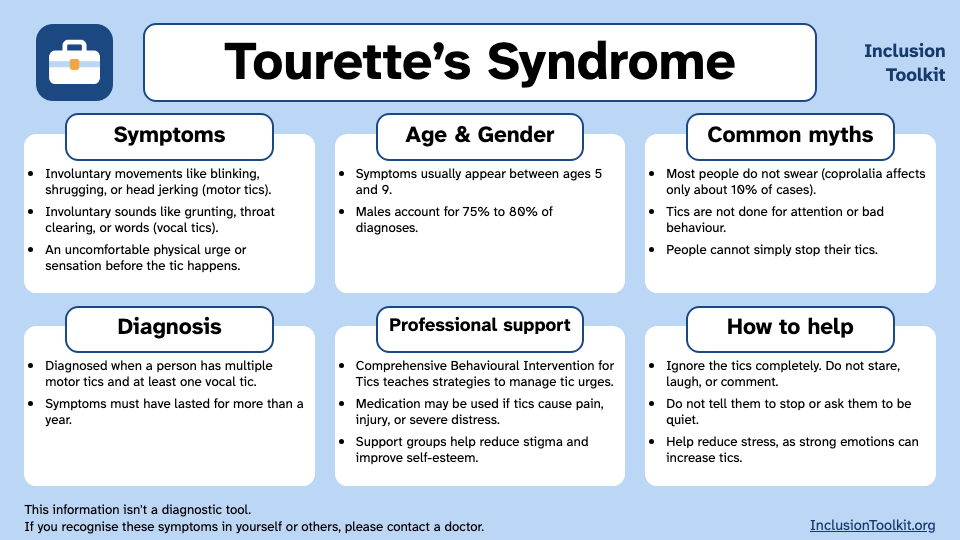 Tourette's Syndrome
Inclusion
Toolkit
Symptoms
• Involuntary movements like blinking,
shrugging, or head jerking (motor tics).
• Involuntary sounds like grunting, throat
clearing, or words (vocal tics).
• An uncomfortable physical urge or
sensation before the tic happens.
Age & Gender
• Symptoms usually appear between ages 5
and 9.
• Males account for 75% to 80% of
diagnoses.
Common myths
• Most people do not swear (coprolalia affects
only about 10% of cases).
• Tics are not done for attention or bad
behaviour.
• People cannot simply stop their tics.
Diagnosis
• Diagnosed when a person has multiple
motor tics and at least one vocal tic.
• Symptoms must have lasted for more than a
year.
Professional support
• Comprehensive Behavioural Intervention for
Tics teaches strategies to manage tic urges.
• Medication may be used if tics cause pain,
injury, or severe distress.
• Support groups help reduce stigma and
improve self-esteem.
How to help
• Ignore the tics completely. Do not stare,
laugh, or comment.
• Do not tell them to stop or ask them to be
quiet.
• Help reduce stress, as strong emotions can
increase tics.
This information isn't a diagnostic tool.
If you recognise these symptoms in yourself or others, please contact a doctor.
InclusionToolkit.org